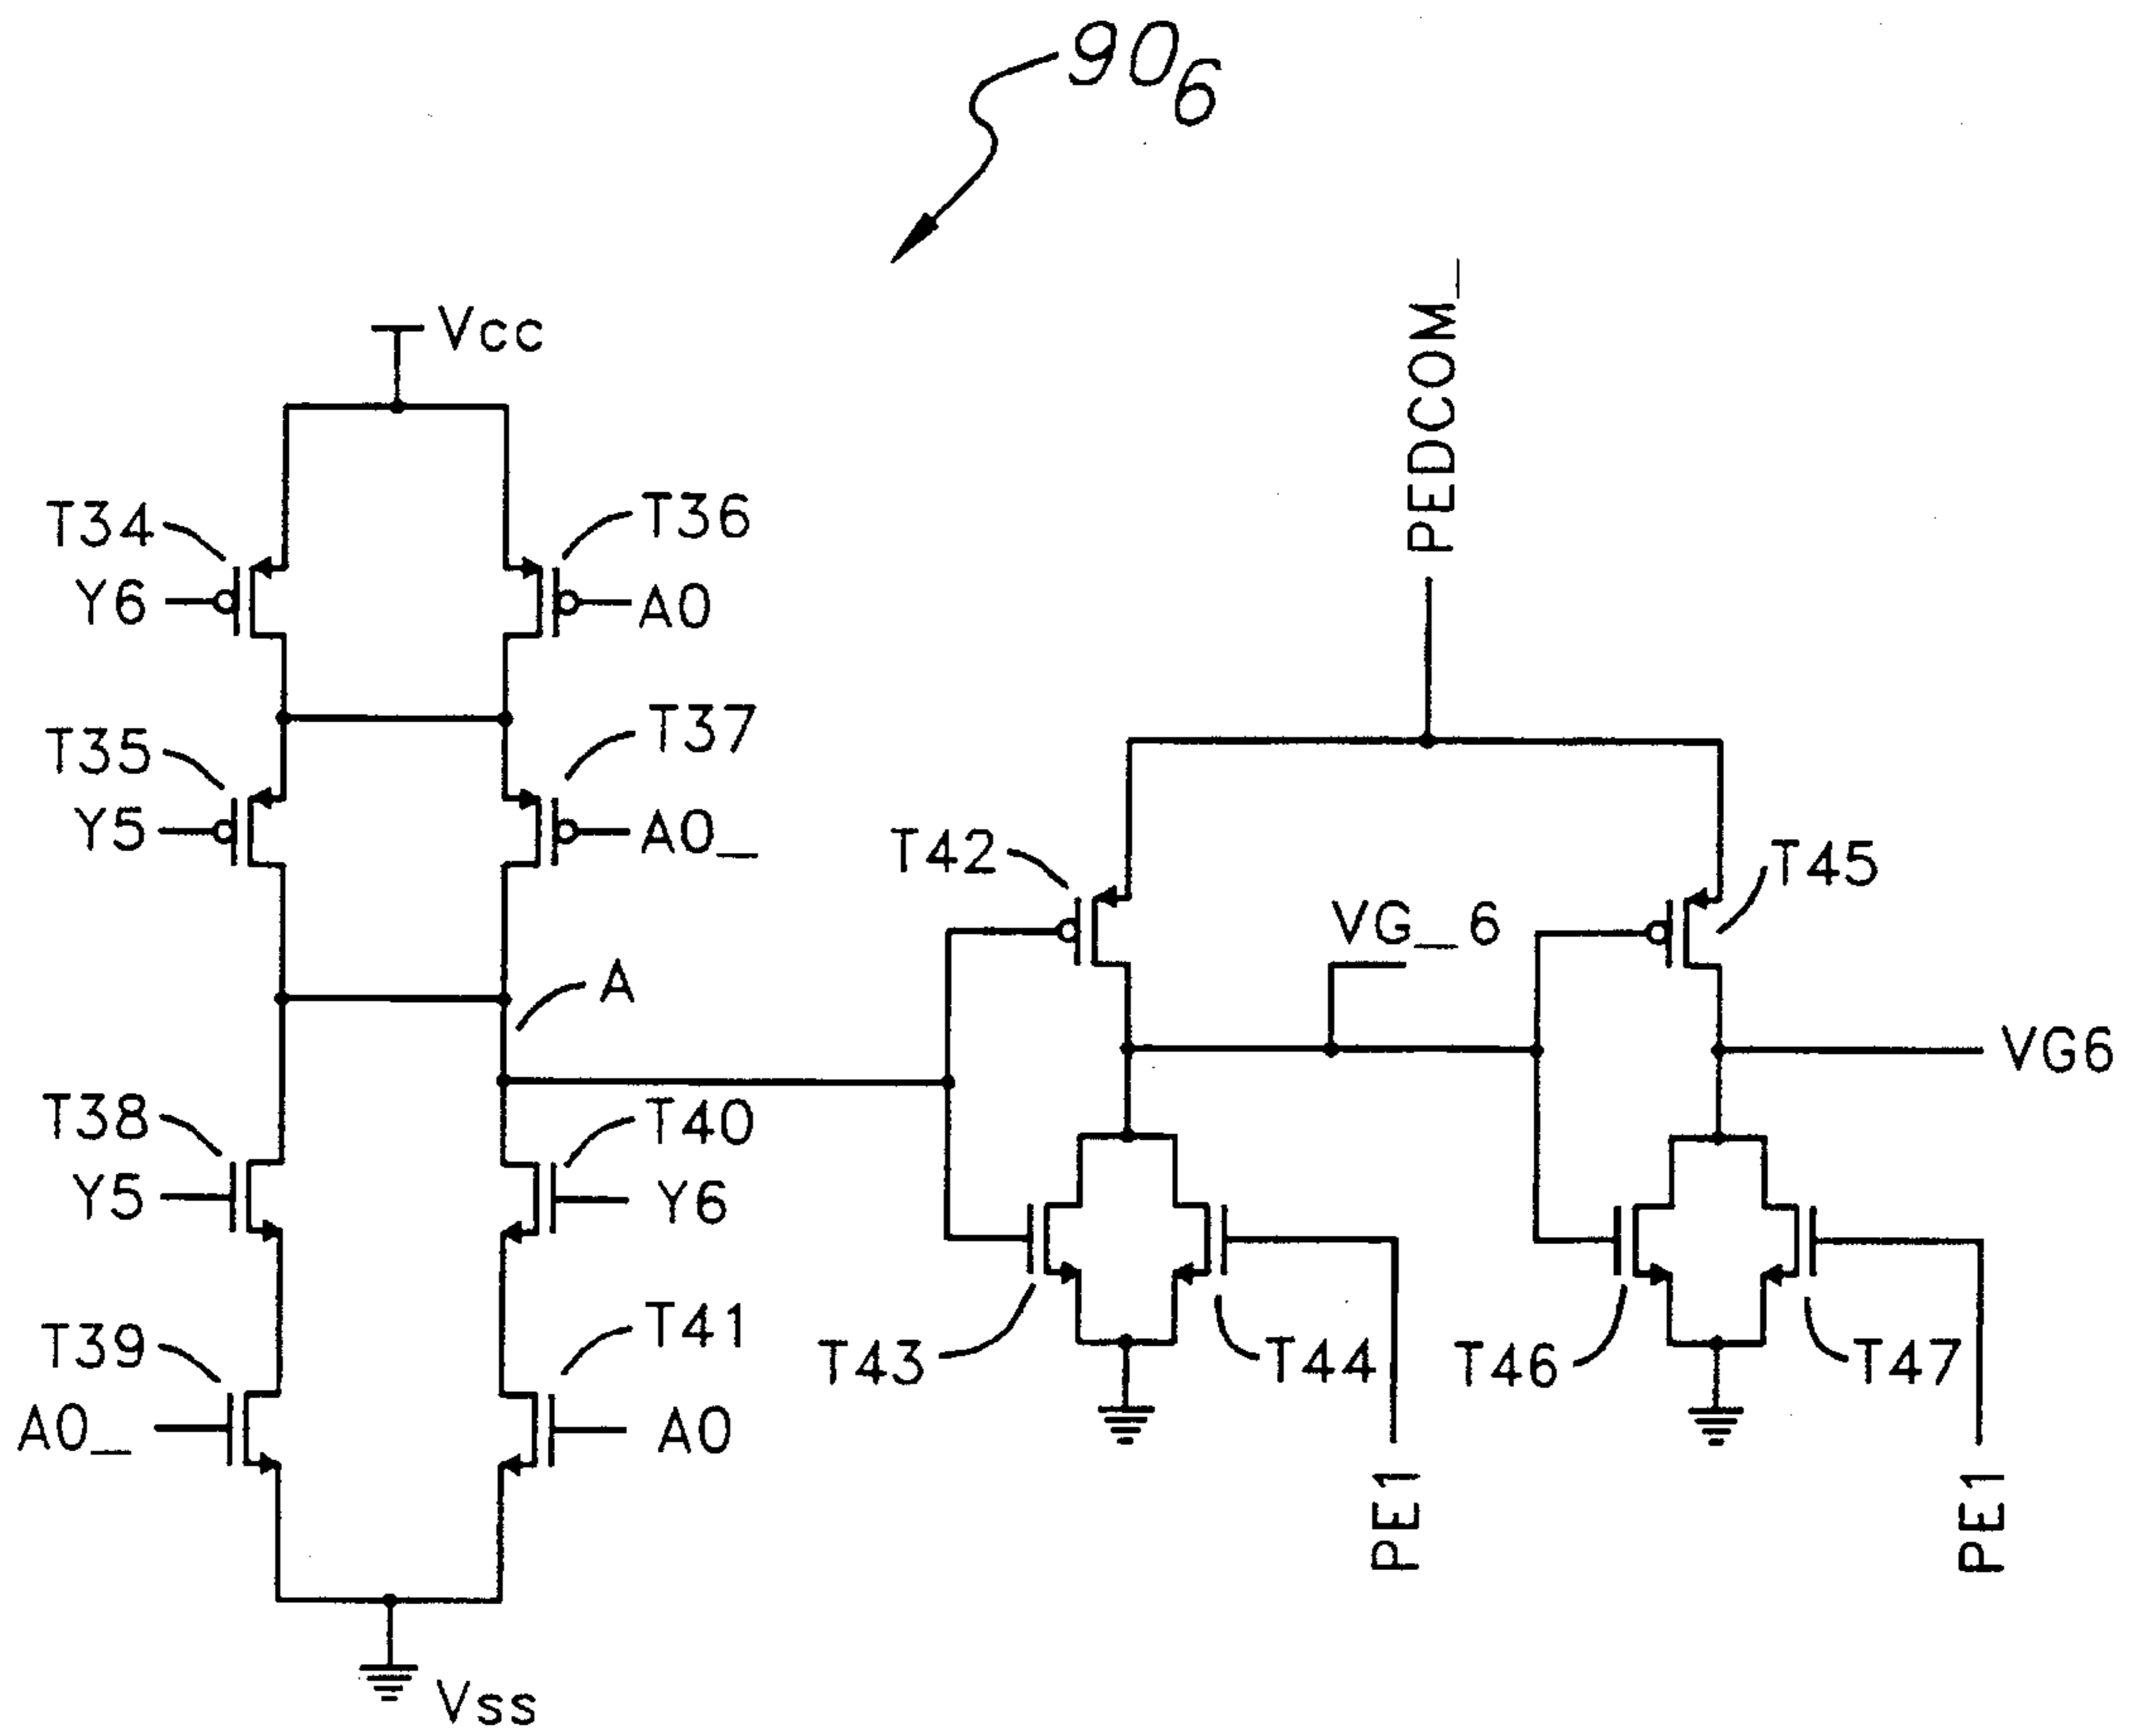 90₆
Vcc
PEDCOM_
T34
T36
Y6
A0
T35
T37
Y5
A0_
T42
T45
VG_6
A
VG6
T38
T40
Y5
Y6
T39
T41
T43
T44
T46
T47
A0_
A0
PE1
PE1
Vss